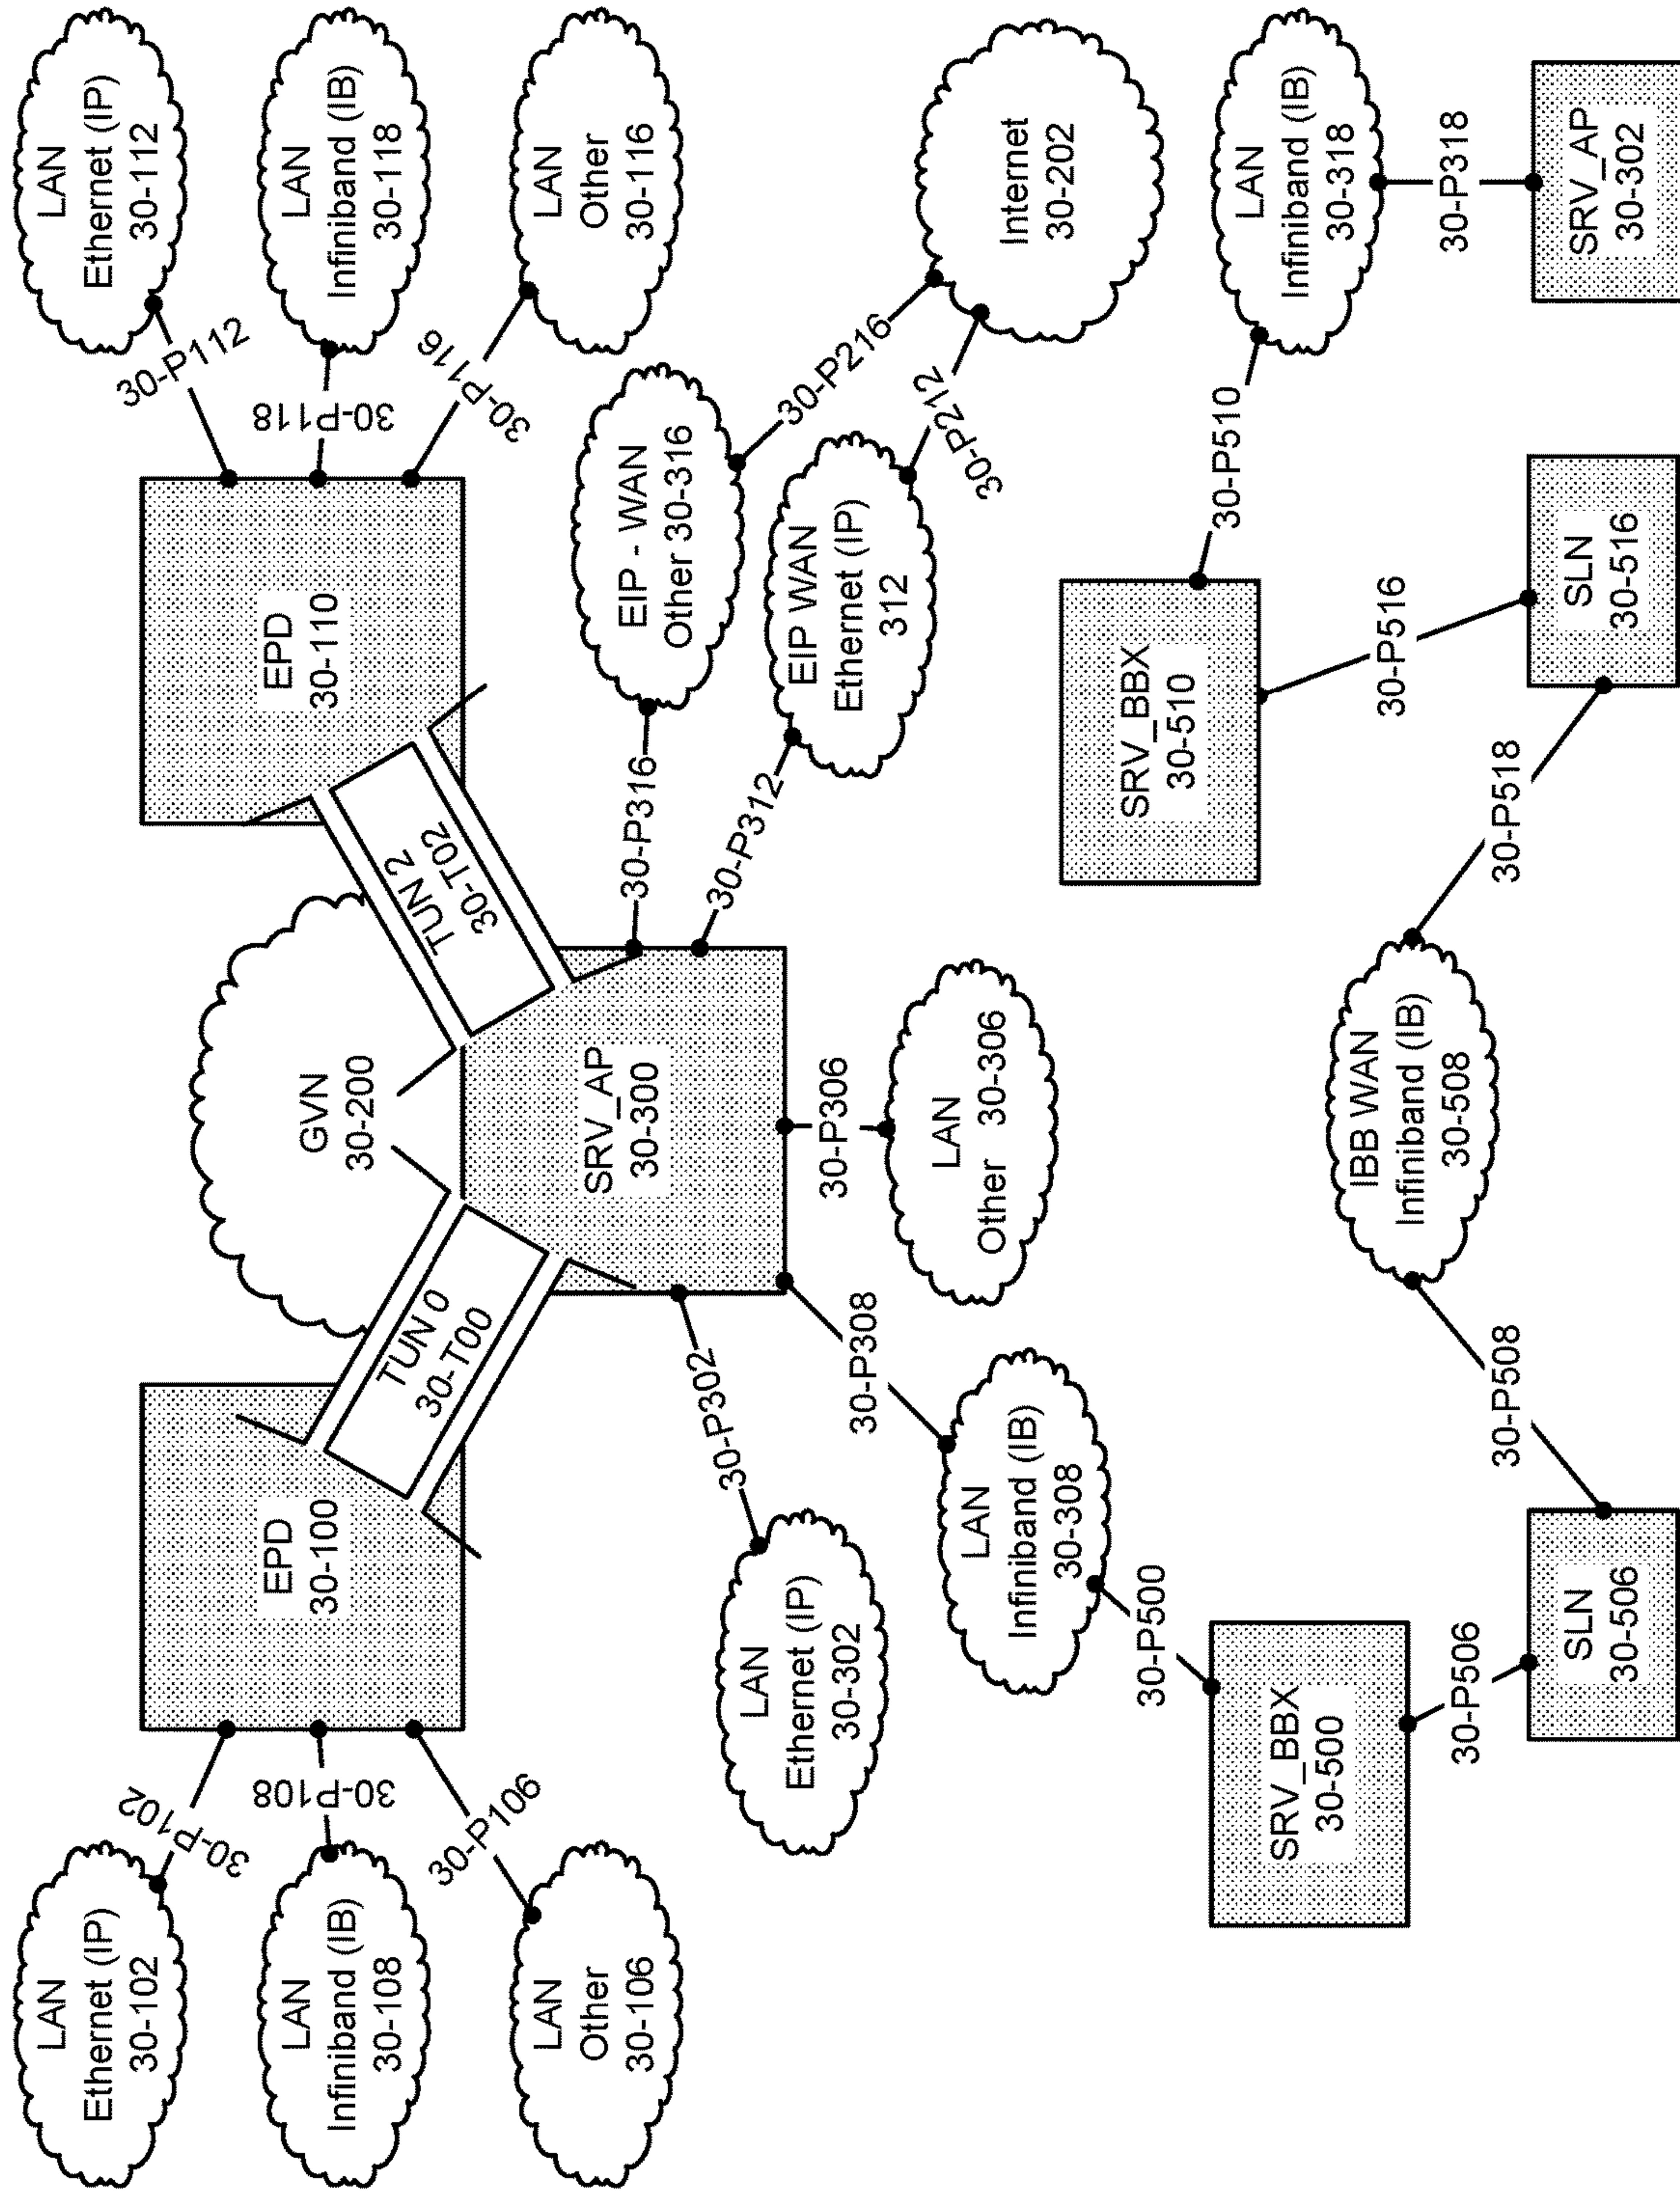 LAN
Ethernet (IP)
30-102
30-P102
LAN
Infiniband (IB)
30-108
30-P108
LAN
Other
30-106
30-P106
EPD
30-100
TUN 0
30-T00
GVN
30-200
TUN 2
30-T02
EPD
30-110
30-P112
LAN
Ethernet (IP)
30-112
30-P118
LAN
Infiniband (IB)
30-118
30-P116
LAN
Other
30-116
SRV_AP
30-300
30-P302
LAN
Ethernet (IP)
30-302
30-P308
LAN
Infiniband (IB)
30-308
30-P306
LAN
Other 30-306
30-P316
EIP - WAN
Other 30-316
30-P312
EIP WAN
Ethernet (IP)
312
30-P216
30-P212
Internet
30-202
30-P500
SRV_BBX
30-500
30-P506
SLN
30-506
30-P508
IBB WAN
Infiniband (IB)
30-508
30-P518
SLN
30-516
30-P516
SRV_BBX
30-510
30-P510
LAN
Infiniband (IB)
30-318
30-P318
SRV_AP
30-302